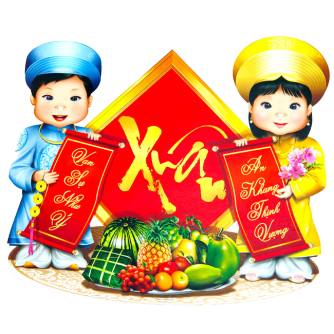 Xuân
Vạn
Sự
Như
Ý
An
Khang
Thịnh
Vượng